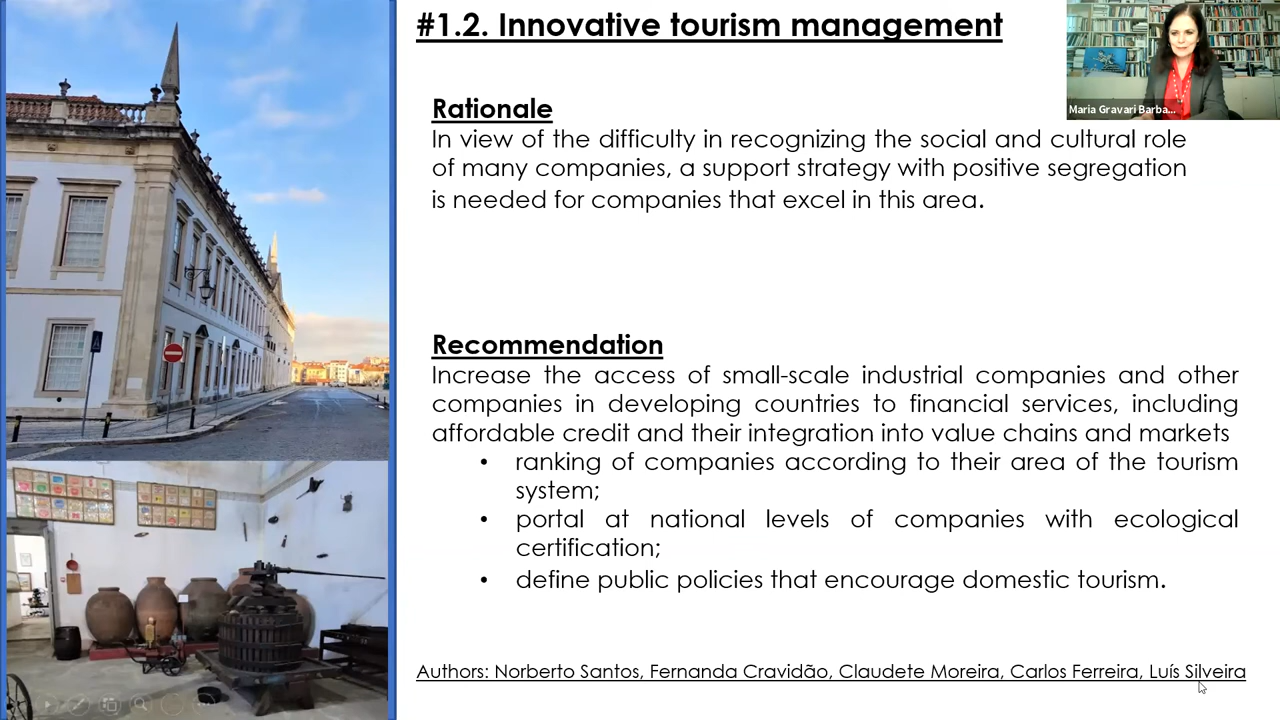 #1.2. Innovative tourism management
Maria Gravari Barba...
Rationale
In view of the difficulty in recognizing the social and cultural role
of many companies, a support strategy with positive segregation
is needed for companies that excel in this area.
Recommendation
Increase the access of small-scale industrial companies and other
companies in developing countries to financial services, including
affordable credit and their integration into value chains and markets
• ranking of companies according to their area of the tourism
system;
• portal at national levels of companies with ecological
certification;
• define public policies that encourage domestic tourism.
Authors: Norberto Santos, Fernanda Cravidão, Claudete Moreira, Carlos Ferreira, Luís Silveira